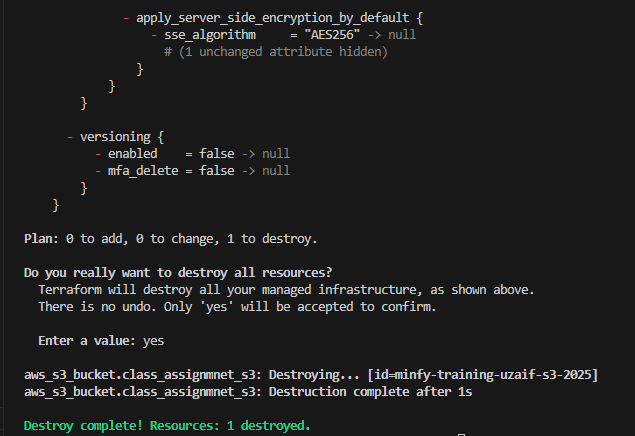 - apply_server_side_encryption_by_default {
- sse_algorithm     = "AES256" -> null
# (1 unchanged attribute hidden)
}
}
}
- versioning {
- enabled    = false -> null
- mfa_delete = false -> null
}
}
Plan: 0 to add, 0 to change, 1 to destroy.
Do you really want to destroy all resources?
Terraform will destroy all your managed infrastructure, as shown above.
There is no undo. Only 'yes' will be accepted to confirm.
Enter a value: yes
aws_s3_bucket.class_assignmnet_s3: Destroying... [id=minfy-training-uzaif-s3-2025]
aws_s3_bucket.class_assignmnet_s3: Destruction complete after 1s
Destroy complete! Resources: 1 destroyed.